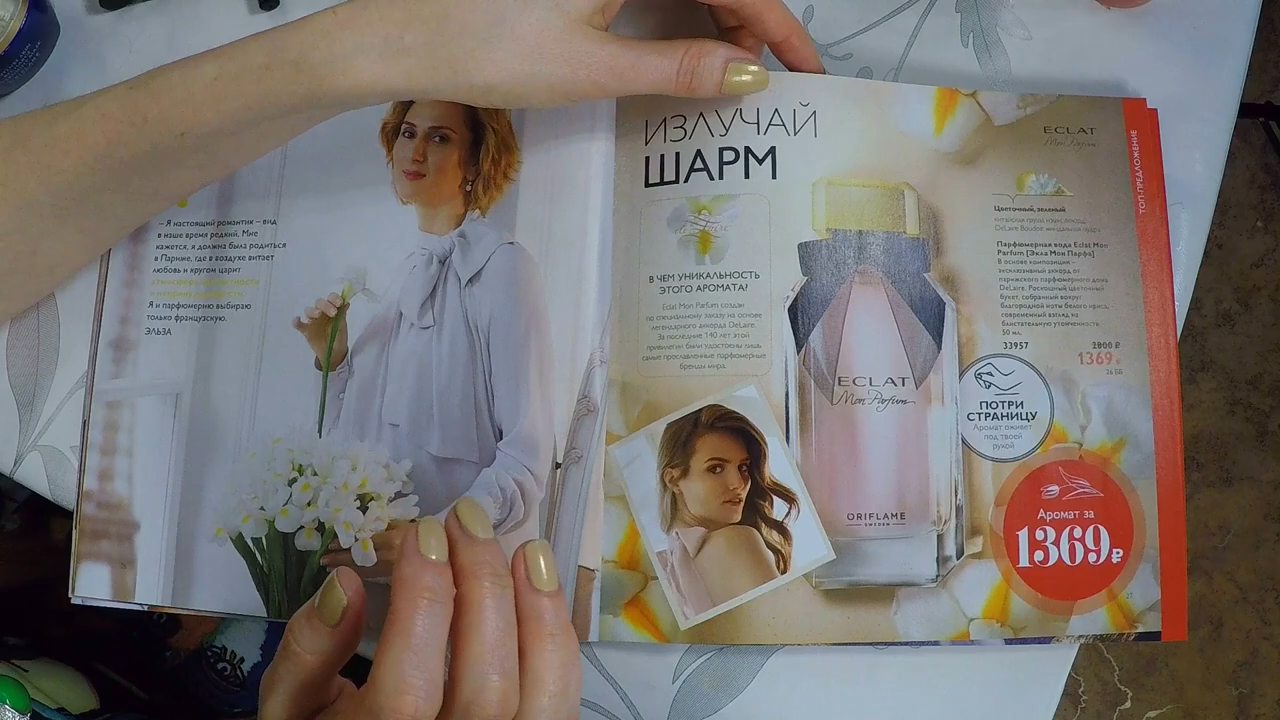 – Я настоящий романтик – вид
в наше время редкий. Мне
кажется, я должна была родиться
в Париже, где в воздухе витает
любовь и кругом царит
Я и парфюмерию выбираю
только французскую.
ЭЛЬЗА
ИЗЛУЧАЙ
ШАРМ
В ЧЕМ УНИКАЛЬНОСТЬ
ЭТОГО АРОМАТА?
Eclat Mon Parfum создан
по специальному заказу на основе
легендарного аккорда DeLaire.
За последние 140 лет этой
привилегии были удостоены лишь
самые прославленные парфюмерные
бренды мира.
ECLAT
Mon Parfum
ORIFLAME
SWEDEN
ECLAT
Mon Parfum
Цветочный, зеленый
Парфюмерная вода Eclat Mon
Parfum [Экла Мон Парфа]
В основе композиции –
эксклюзивный аккорд от
парижского парфюмерного дома
DeLaire. Роскошный цветочный
букет, собранный вокруг
благородной ноты белого ириса,
современный взгляд на
блистательную утонченность.
50 мл.
33957
2800 ₽
1369 ₽
26 ББ
ПОТРИ
СТРАНИЦУ
Аромат оживет
под твоей
рукой
Аромат за
1369₽
ТОП-ПРЕДЛОЖЕНИЕ